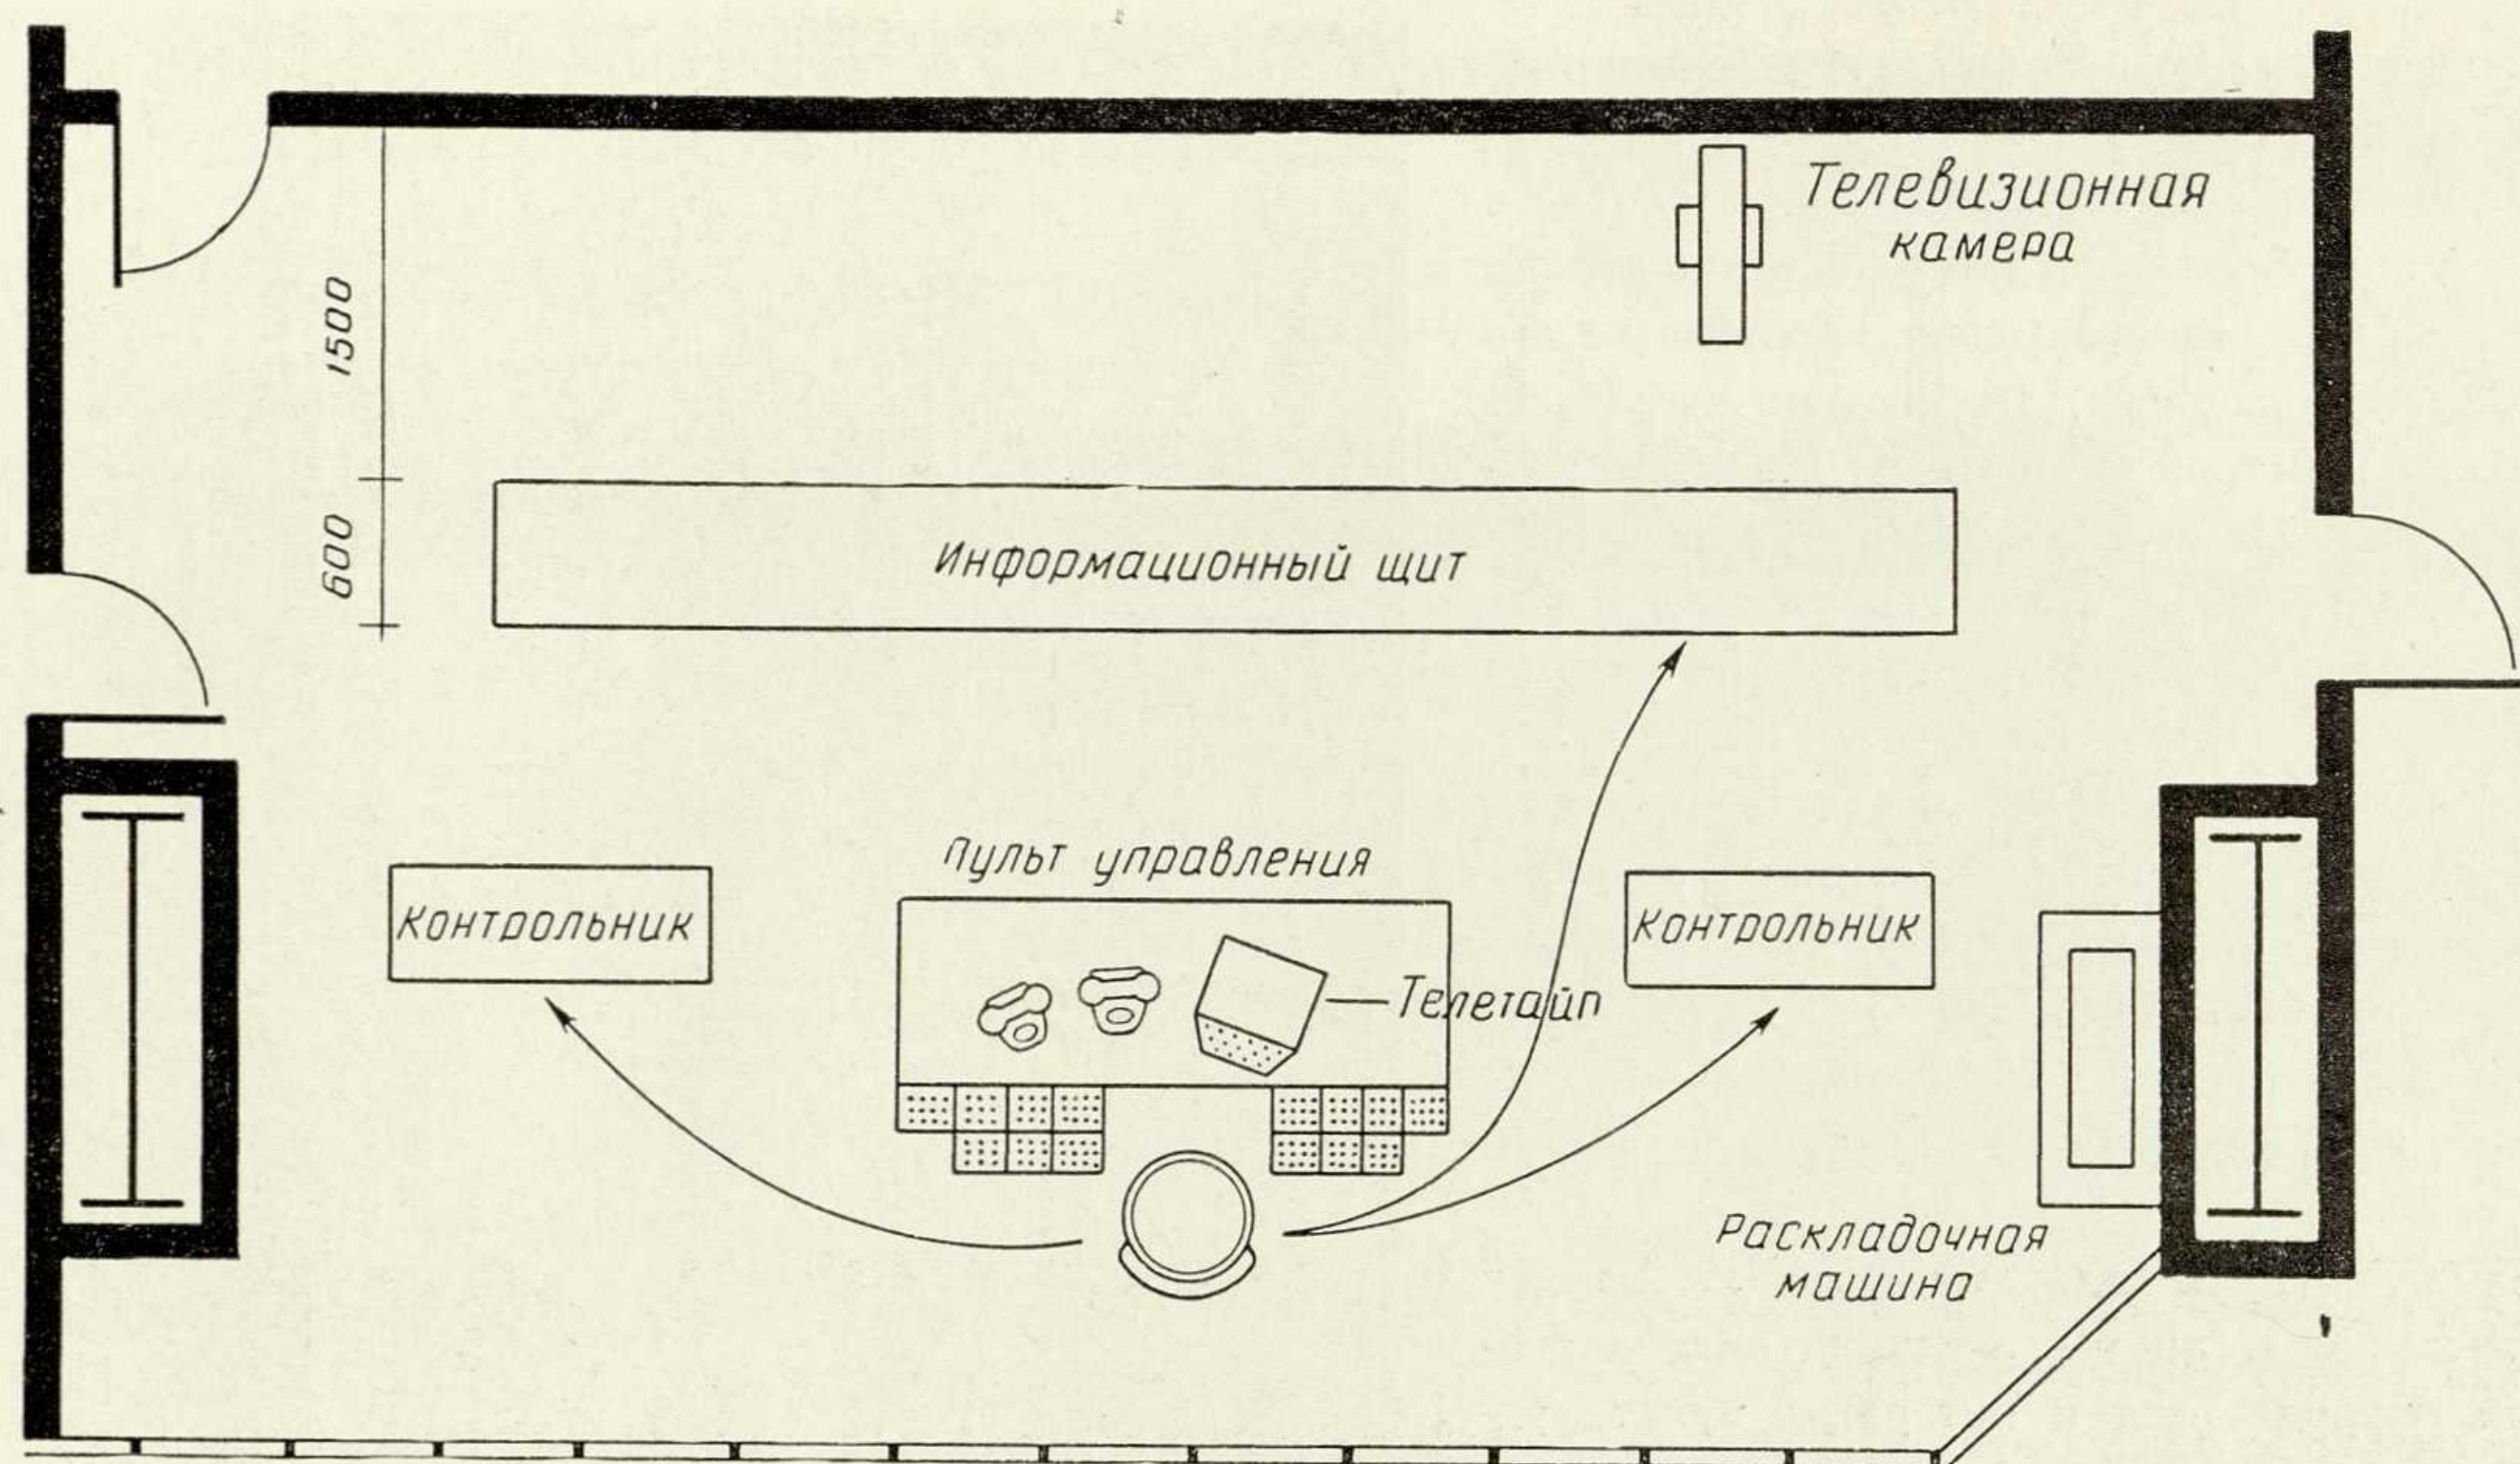 Телевизионная
камера
1500
600
Информационный щит
Пульт управления
Контрольник
Контрольник
Телетайп
Раскладочная
машина